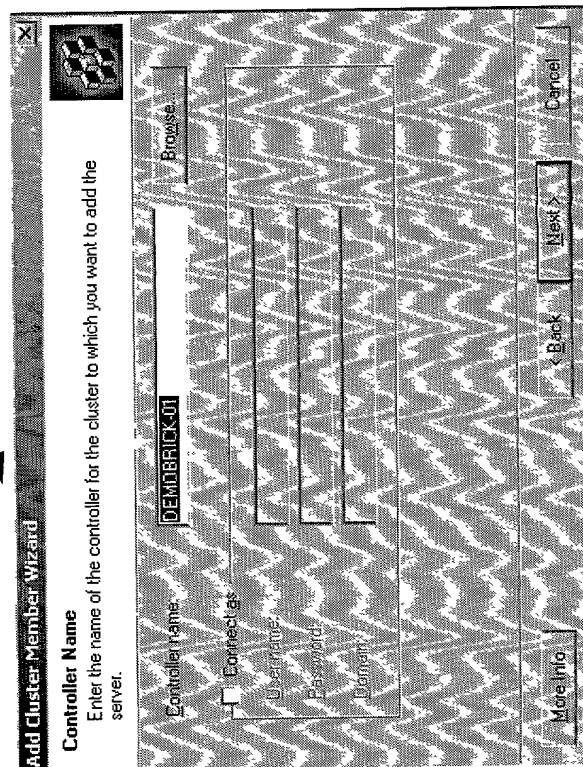 Add Cluster Member Wizard
Controller Name
Enter the name of the controller for the cluster to which you want to add the
server.
Controller name:
DEMOBRICK-01
Browse...
Connect as
Username:
Password:
Domain:
More Info
< Back
Next >
Cancel